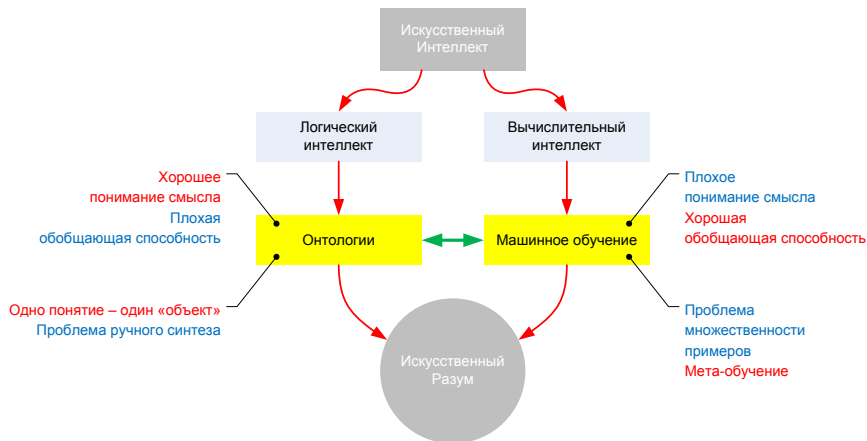 Искусственный
Интеллект
Логический
интеллект
Вычислительный
интеллект
Хорошее
понимание смысла
Плохая
обобщающая способность
Плохое
понимание смысла
Хорошая
обобщающая способность
Онтологии
Машинное обучение
Одно понятие – один «объект»
Проблема ручного синтеза
Проблема
множественности
примеров
Мета-обучение
Искусственный
Разум